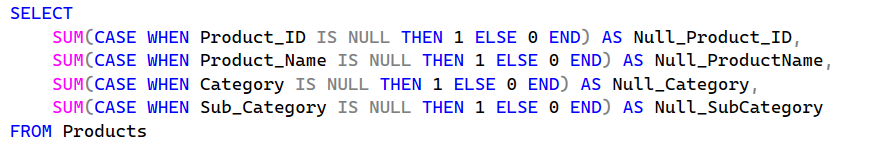 SELECT
    SUM(CASE WHEN Product_ID IS NULL THEN 1 ELSE 0 END) AS Null_Product_ID,
    SUM(CASE WHEN Product_Name IS NULL THEN 1 ELSE 0 END) AS Null_ProductName,
    SUM(CASE WHEN Category IS NULL THEN 1 ELSE 0 END) AS Null_Category,
    SUM(CASE WHEN Sub_Category IS NULL THEN 1 ELSE 0 END) AS Null_SubCategory
FROM Products